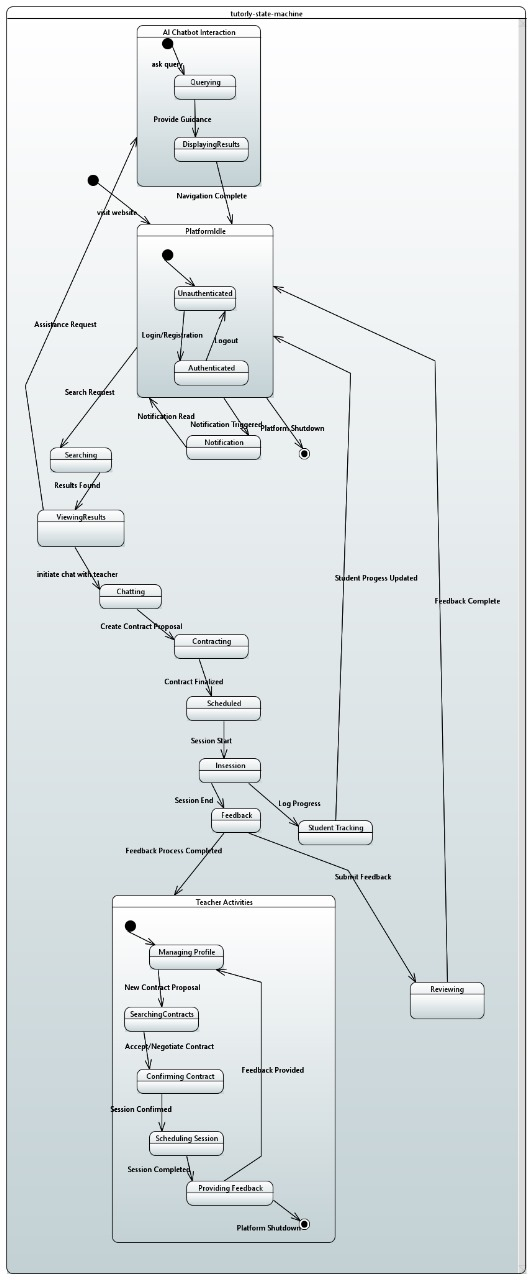 tutorly-state-machine
AI Chatbot Interaction
ask query
Querying
Provide Guidance
DisplayingResults
Navigation Complete
visit website
PlatformIdle
Unauthenticated
Login/Registration
Logout
Authenticated
Assistance Request
Search Request
Notification Read
Notification Triggered
Platform Shutdown
Notification
Searching
Results Found
ViewingResults
initiate chat with teacher
Chatting
Student Progess Updated
Feedback Complete
Create Contract Proposal
Contracting
Contract Finalized
Scheduled
Session Start
Insession
Session End
Log Progress
Feedback
Student Tracking
Feedback Process Completed
Submit Feedback
Teacher Activities
Managing Profile
New Contract Proposal
Reviewing
SearchingContracts
Accept/Negotiate Contract
Feedback Provided
Confirming Contract
Session Confirmed
Scheduling Session
Session Completed
Providing Feedback
Platform Shutdown